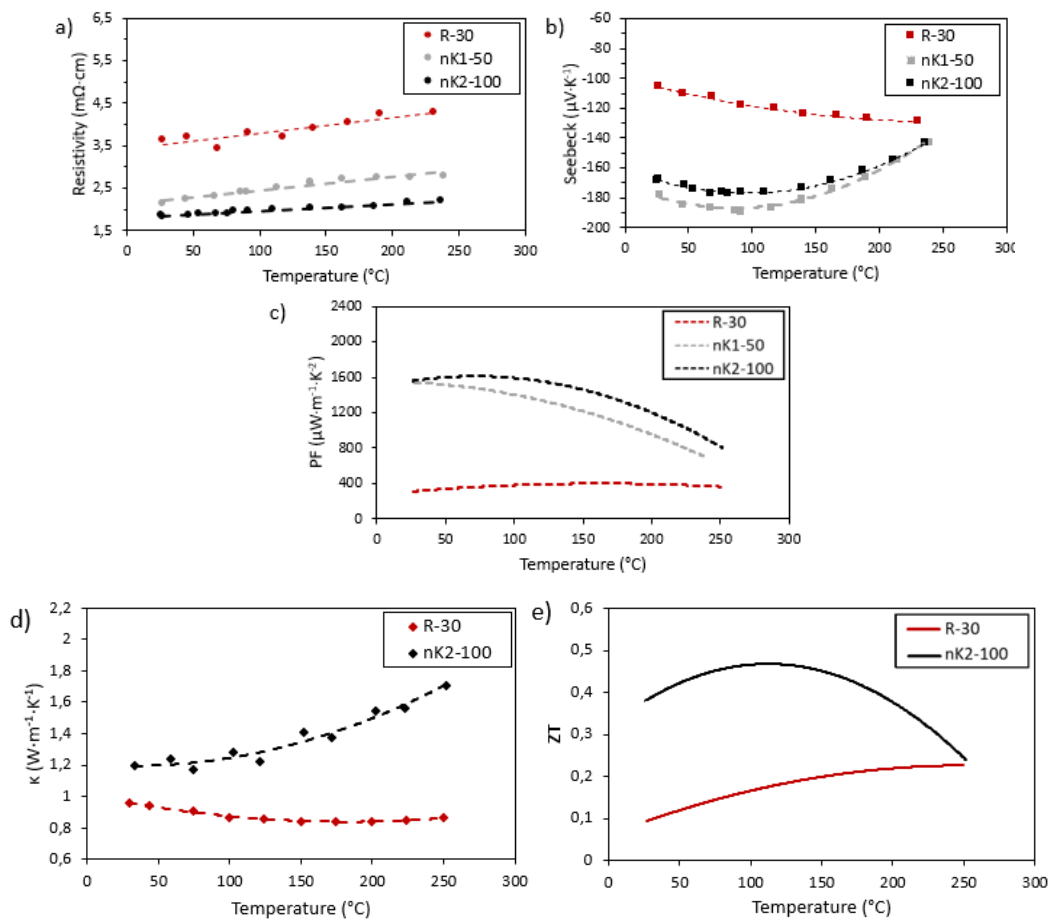 a)
6,5
5,5
4,5
3,5
2,5
1,5
0 50 100 150 200 250 300
Resistivity (mΩ·cm)
Temperature (°C)
R-30
nK1-50
nK2-100
b)
-60
-80
-100
-120
-140
-160
-180
-200
0 50 100 150 200 250 300
Seebeck (µV·K⁻¹)
Temperature (°C)
R-30
nK1-50
nK2-100
c)
2400
2000
1600
1200
800
400
0
0 50 100 150 200 250 300
PF (µW·m⁻¹·K⁻²)
Temperature (°C)
R-30
nK1-50
nK2-100
d)
2,2
2
1,8
1,6
1,4
1,2
1
0,8
0,6
0 50 100 150 200 250 300
κ (W·m⁻¹·K⁻¹)
Temperature (°C)
R-30
nK2-100
e)
0,6
0,5
0,4
0,3
0,2
0,1
0
0 50 100 150 200 250 300
ZT
Temperature (°C)
R-30
nK2-100